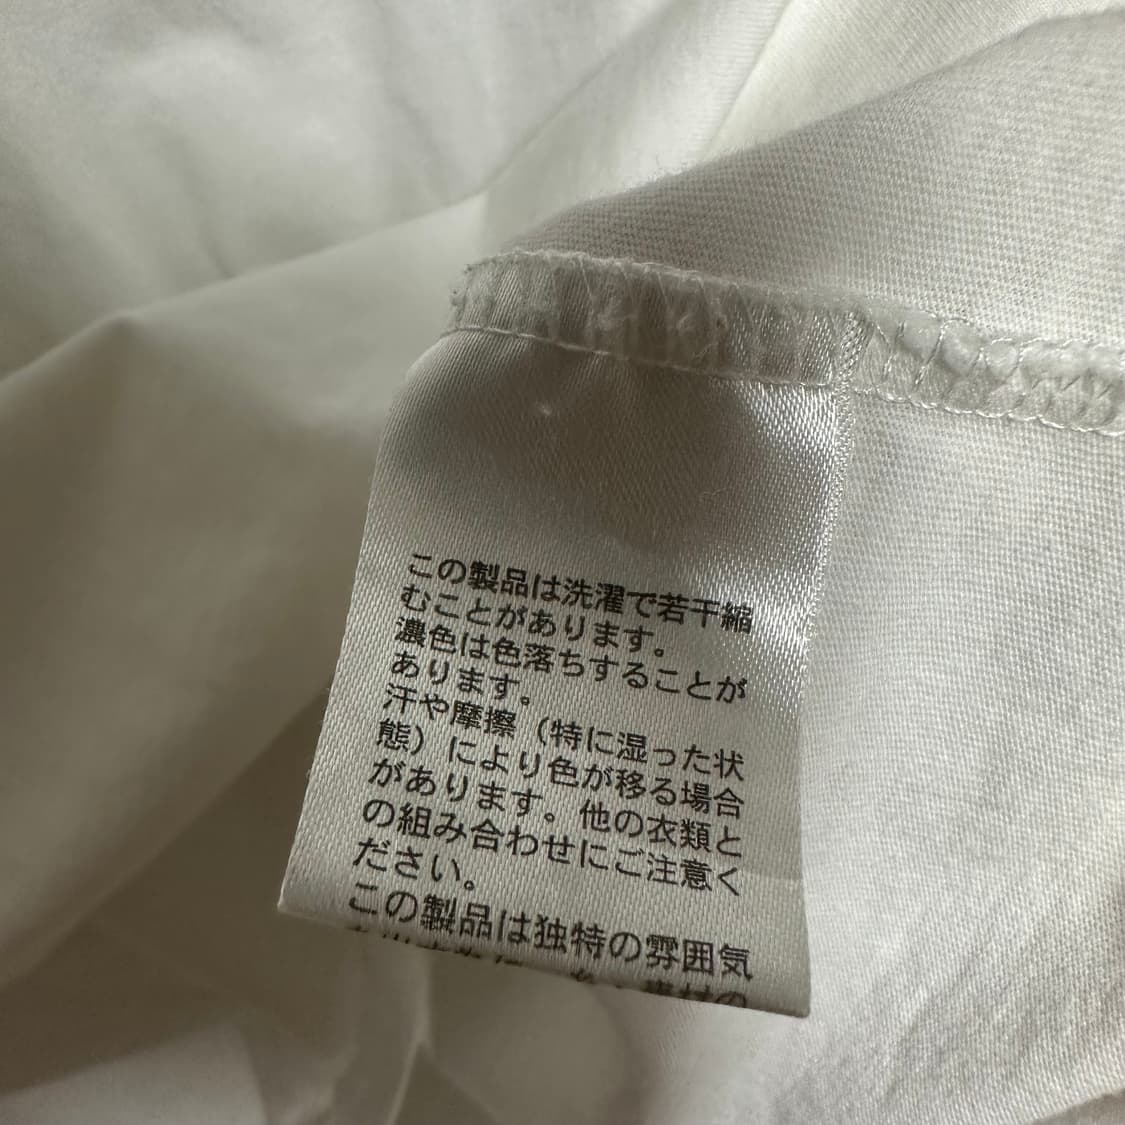 この製品は洗濯で若干縮
むことがあります。
濃色は色落ちすることが
あります。
汗や摩擦（特に湿った状
態）により色が移る場合
があります。他の衣類と
の組み合わせにご注意く
ださい。
この製品は独特の雰囲気